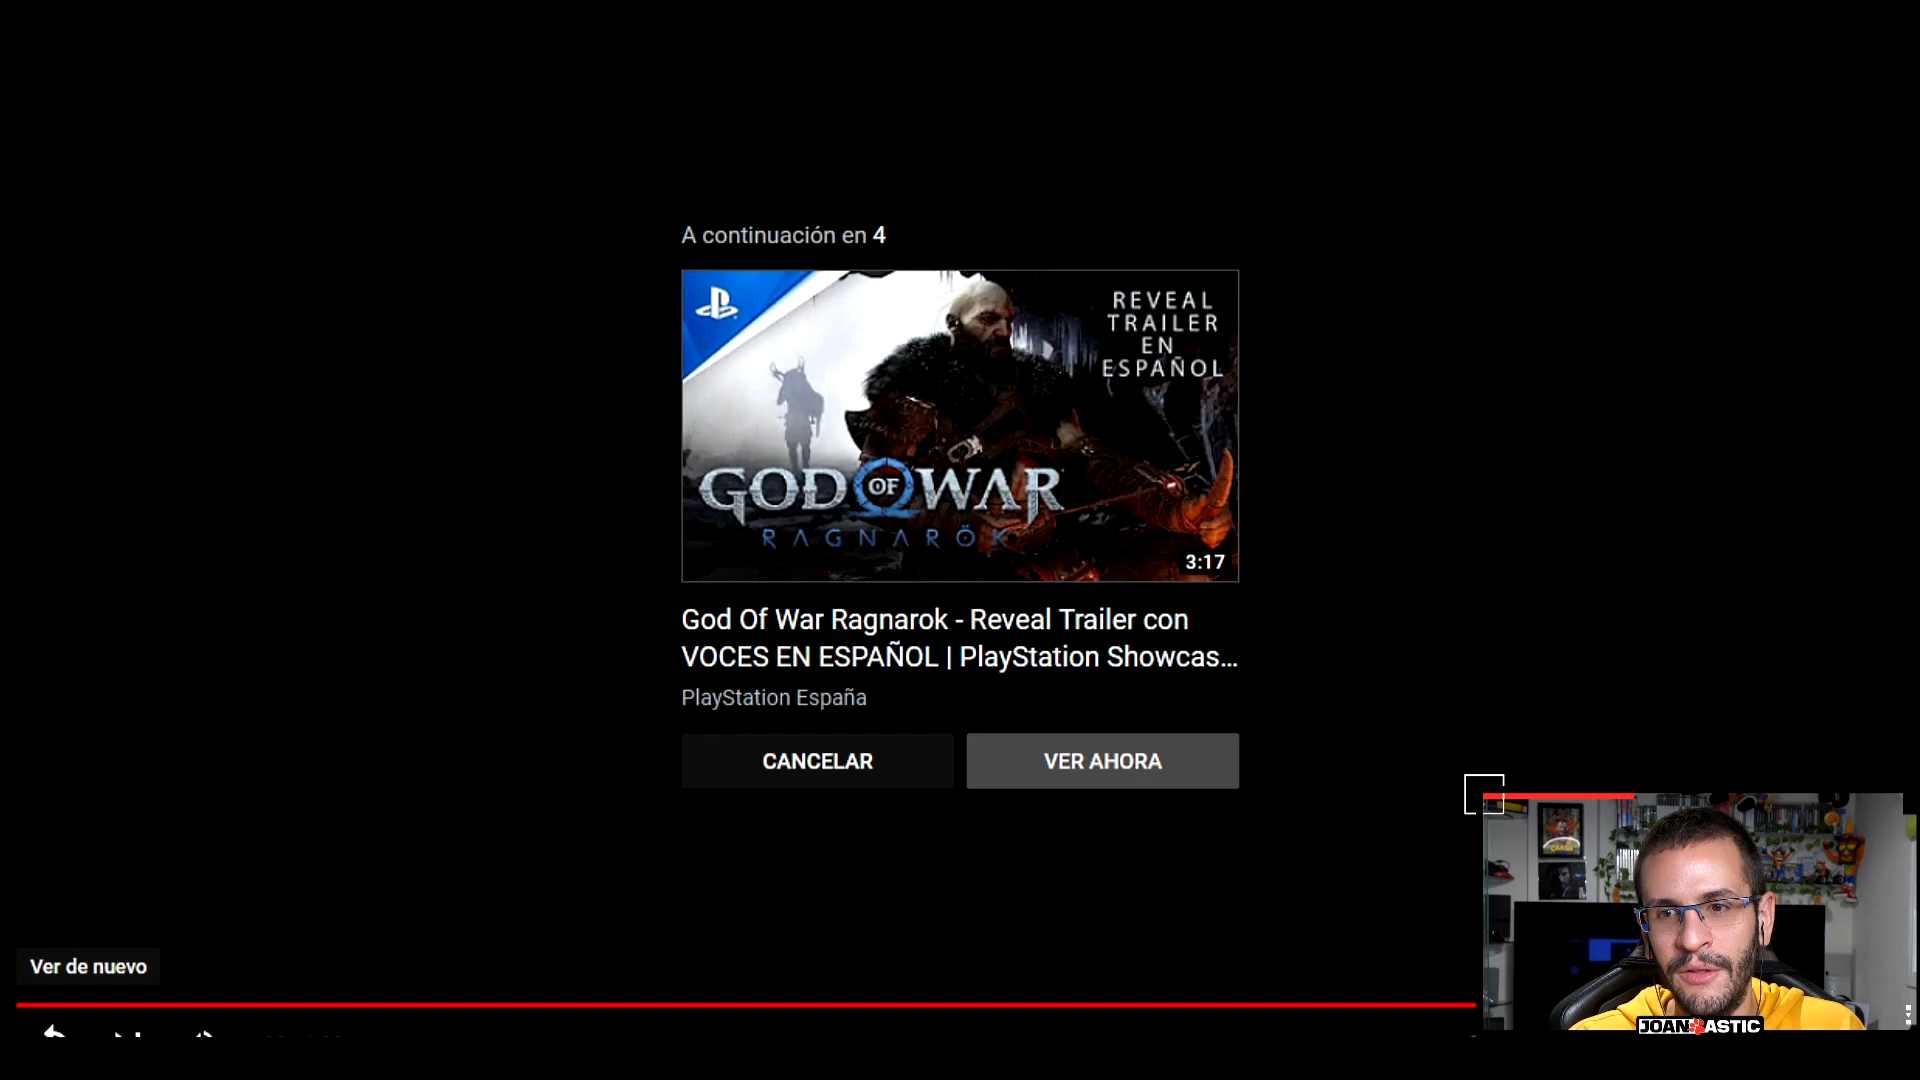 A continuación en 4
REVEAL
TRAILER
EN
ESPAÑOL
GOD OF WAR
RAGNARÖK
3:17
God Of War Ragnarok - Reveal Trailer con
VOCES EN ESPAÑOL | PlayStation Showcas...
PlayStation España
CANCELAR
VER AHORA
Ver de nuevo
JOANTASTIC